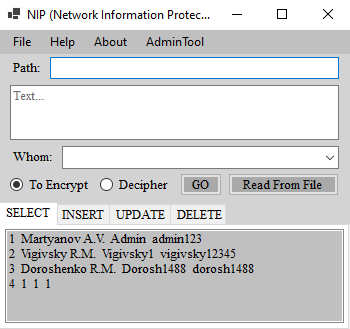 NIP (Network Information Protec...
File Help About AdminTool
Path:
Text...
Whom:
To Encrypt Decipher GO Read From File
SELECT INSERT UPDATE DELETE
1 Martyanov A.V. Admin admin123
2 Vigivsky R.M. Vigivsky1 vigivsky12345
3 Doroshenko R.M. Dorosh1488 dorosh1488
4 1 1 1